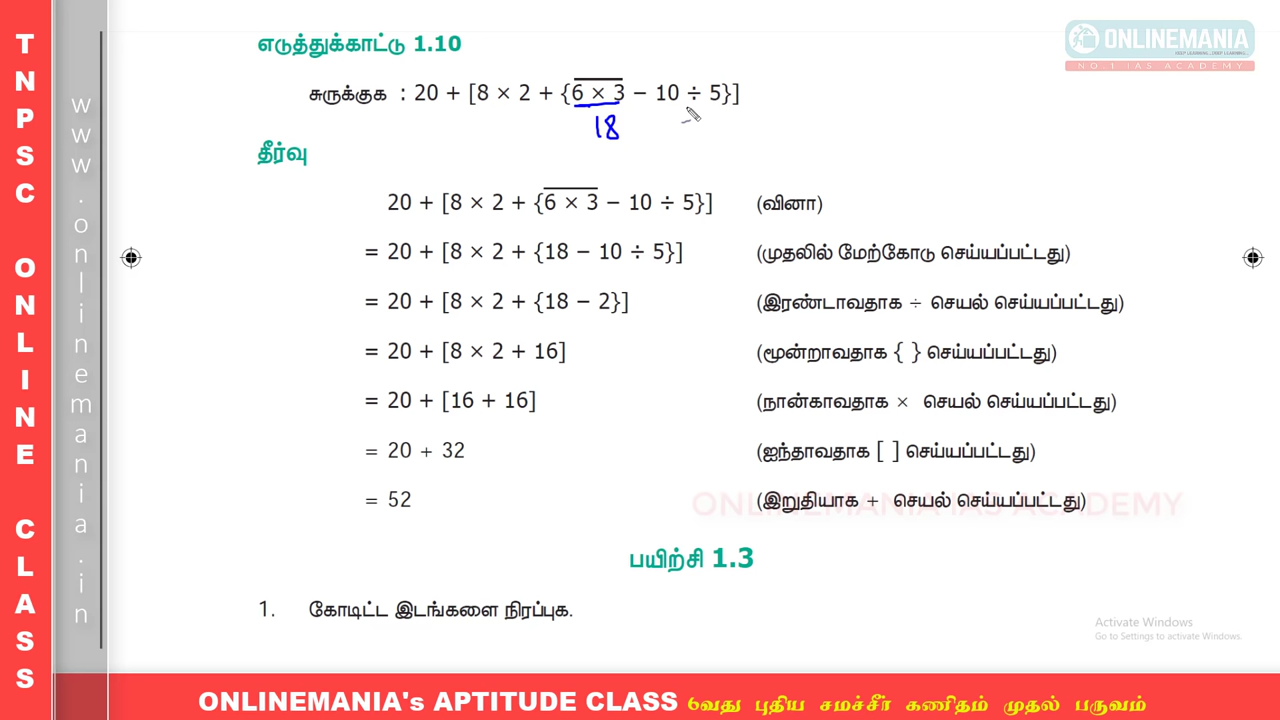 TNPSC ONLINE CLASS
www.onlinemania.in
ONLINEMANIA
KEEP LEARNING...DEEP LEARNING...
NO.1 IAS ACADEMY
எடுத்துக்காட்டு 1.10
சுருக்குக : 20 + [8 × 2 + {6 × 3 − 10 ÷ 5}]
18
தீர்வு
20 + [8 × 2 + {6 × 3 − 10 ÷ 5}] (வினா)
= 20 + [8 × 2 + {18 − 10 ÷ 5}] (முதலில் மேற்கோடு செய்யப்பட்டது)
= 20 + [8 × 2 + {18 − 2}] (இரண்டாவதாக ÷ செயல் செய்யப்பட்டது)
= 20 + [8 × 2 + 16] (மூன்றாவதாக { } செய்யப்பட்டது)
= 20 + [16 + 16] (நான்காவதாக × செயல் செய்யப்பட்டது)
= 20 + 32 (ஐந்தாவதாக [ ] செய்யப்பட்டது)
= 52 (இறுதியாக + செயல் செய்யப்பட்டது)
ONLINEMANIA IAS ACADEMY
பயிற்சி 1.3
1. கோடிட்ட இடங்களை நிரப்புக.
Activate Windows
Go to Settings to activate Windows.
ONLINEMANIA's APTITUDE CLASS 6வது புதிய சமச்சீர் கணிதம் முதல் பருவம்